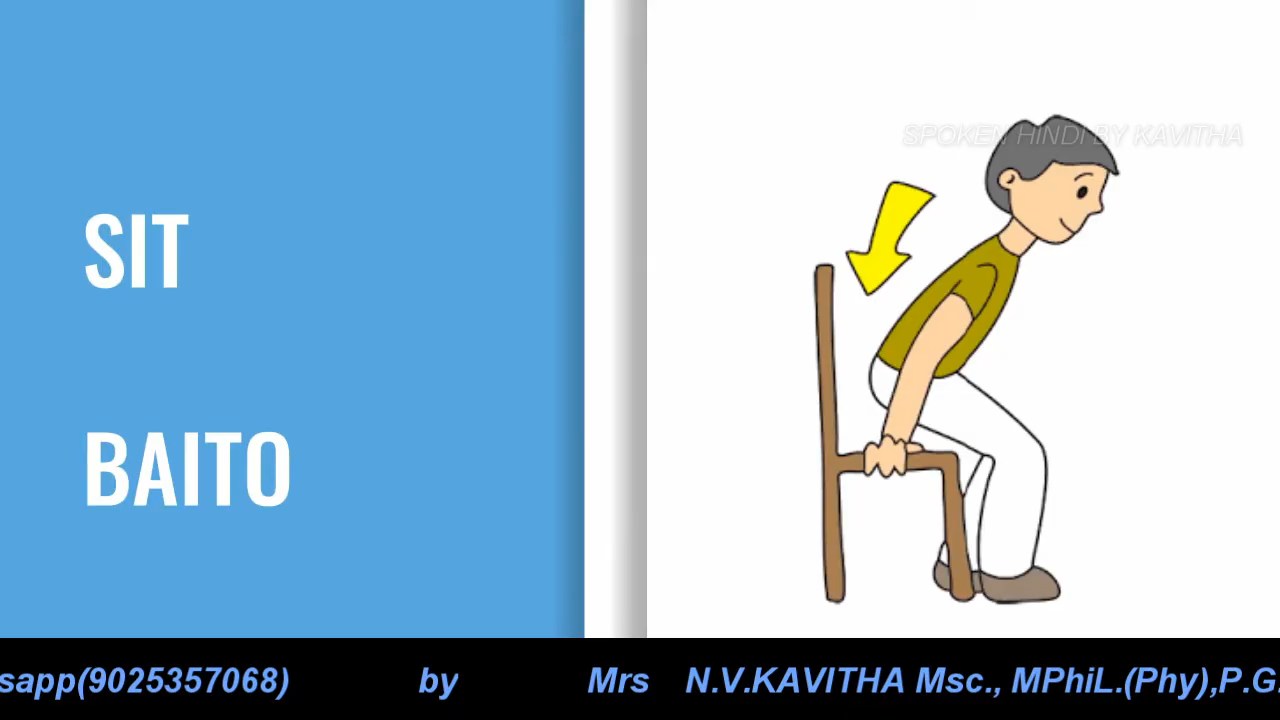 SIT
BAITO
SPOKEN HINDI BY KAVITHA
sapp(9025357068) by Mrs N.V.KAVITHA Msc., MPhiL.(Phy),P.G.